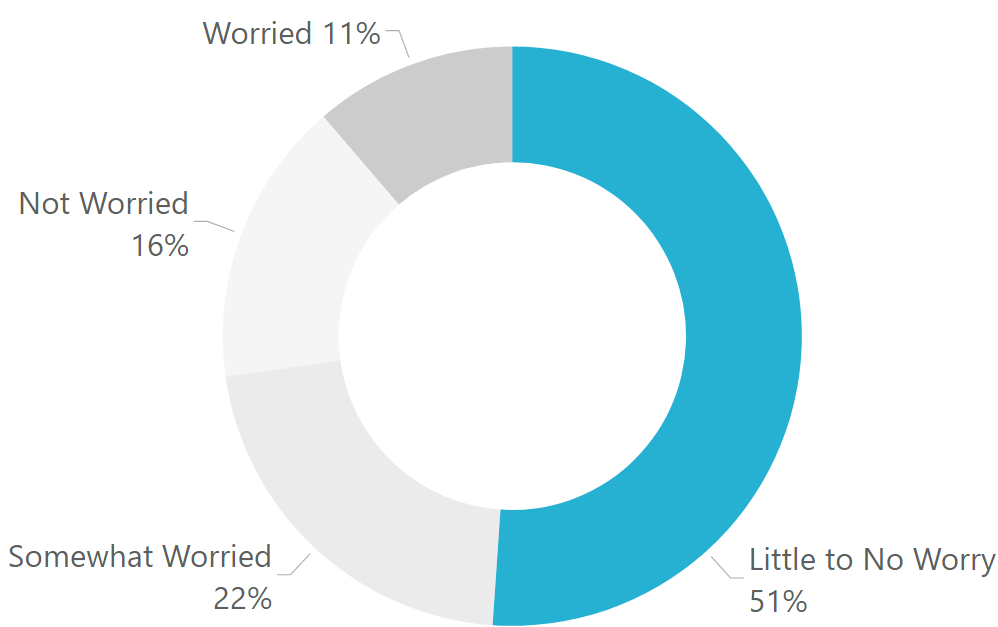 Worried 11%
Not Worried
16%
Somewhat Worried
22%
Little to No Worry
51%